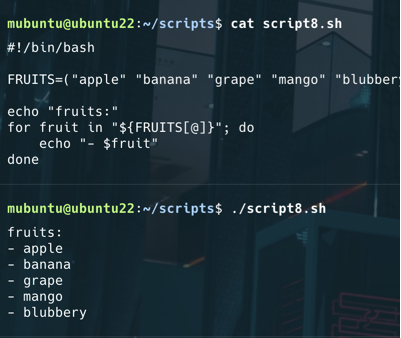 mubuntu@ubuntu22:~/scripts$ cat script8.sh
#!/bin/bash
FRUITS=("apple" "banana" "grape" "mango" "blubbery
echo "fruits:"
for fruit in "${FRUITS[@]}"; do
    echo "- $fruit"
done
mubuntu@ubuntu22:~/scripts$ ./script8.sh
fruits:
- apple
- banana
- grape
- mango
- blubbery